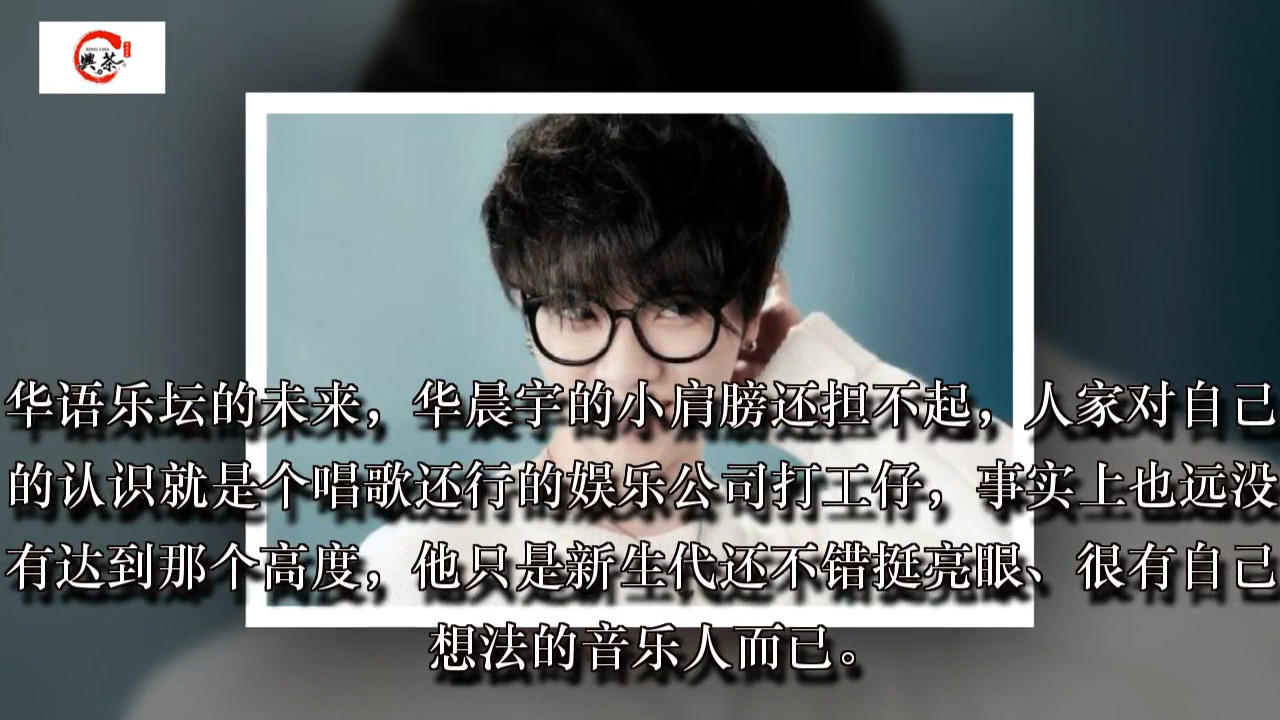 XING CHA
興茶
华语乐坛的未来，华晨宇的小肩膀还担不起，人家对自己
的认识就是个唱歌还行的娱乐公司打工仔，事实上也远没
有达到那个高度，他只是新生代还不错挺亮眼、很有自己
想法的音乐人而已。